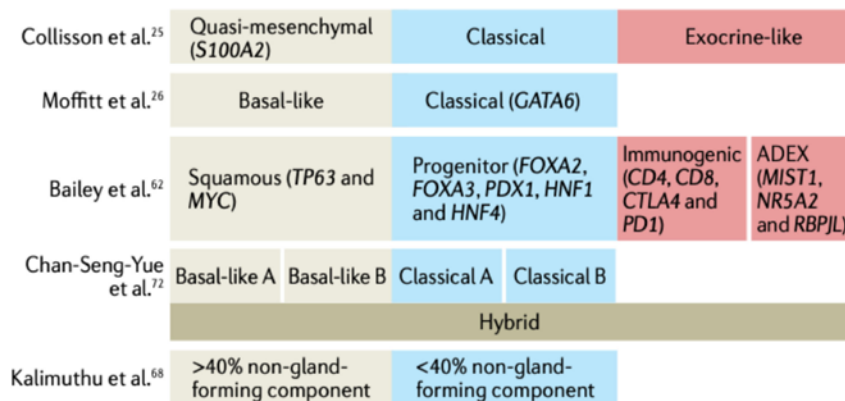 Collisson et al.25
Quasi-mesenchymal
(S100A2)
Classical
Exocrine-like
Moffitt et al.26
Basal-like
Classical (GATA6)
Bailey et al.62
Squamous (TP63 and
MYC)
Progenitor (FOXA2,
FOXA3, PDX1, HNF1
and HNF4)
Immunogenic
(CD4, CD8,
CTLA4 and
PD1)
ADEX
(MIST1,
NR5A2
and RBPJL)
Chan-Seng-Yue
et al.72
Basal-like A
Basal-like B
Classical A
Classical B
Hybrid
Kalimuthu et al.68
>40% non-gland-
forming component
<40% non-gland-
forming component